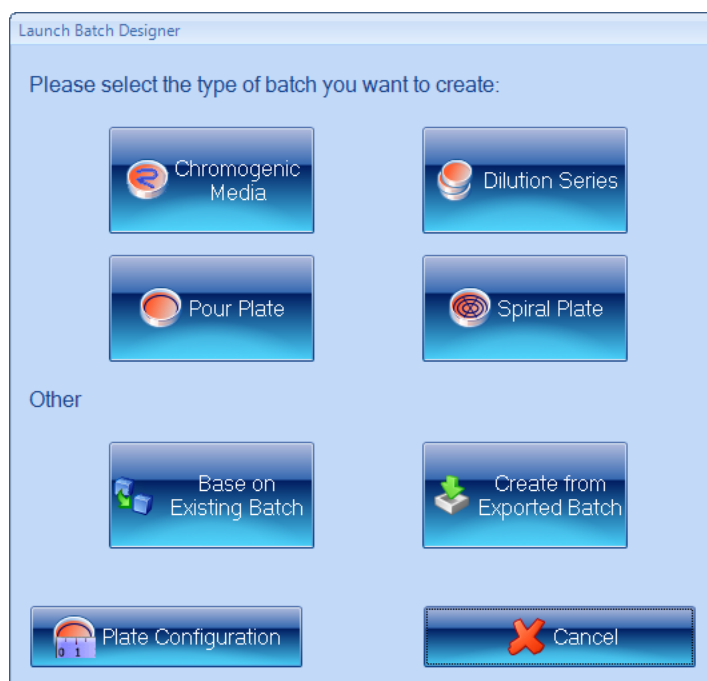 Launch Batch Designer
Please select the type of batch you want to create:
Chromogenic
Media
Dilution Series
Pour Plate
Spiral Plate
Other
Base on
Existing Batch
Create from
Exported Batch
0 1
Plate Configuration
Cancel